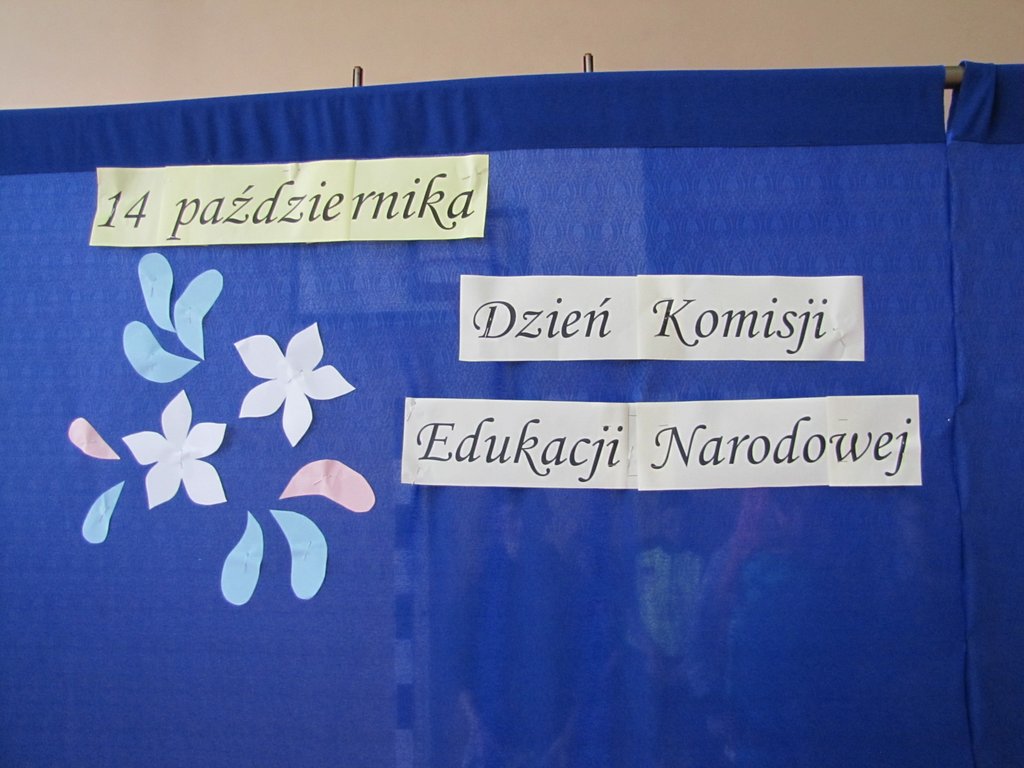 14 października
Dzień Komisji
Edukacji Narodowej